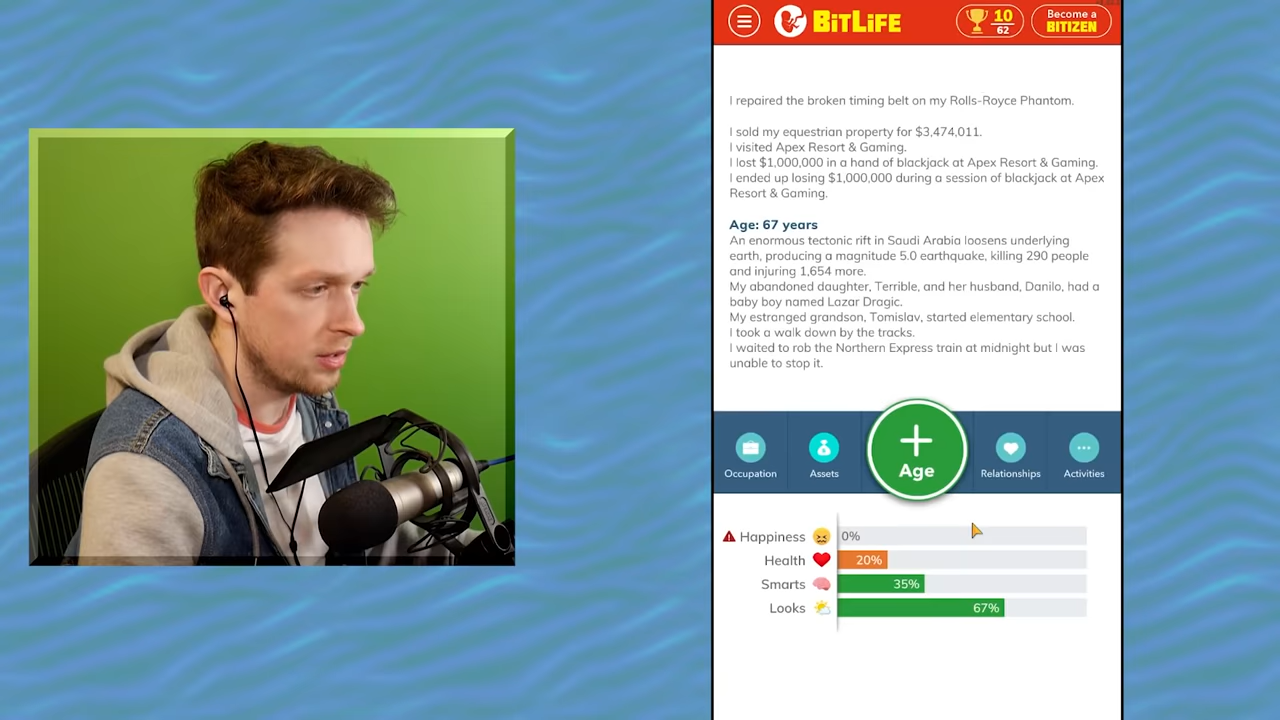 BITLIFE
10
62
Become a
BITIZEN
I repaired the broken timing belt on my Rolls-Royce Phantom.
I sold my equestrian property for $3,474,011.
I visited Apex Resort & Gaming.
I lost $1,000,000 in a hand of blackjack at Apex Resort & Gaming.
I ended up losing $1,000,000 during a session of blackjack at Apex
Resort & Gaming.
Age: 67 years
An enormous tectonic rift in Saudi Arabia loosens underlying
earth, producing a magnitude 5.0 earthquake, killing 290 people
and injuring 1,654 more.
My abandoned daughter, Terrible, and her husband, Danilo, had a
baby boy named Lazar Dragic.
My estranged grandson, Tomislav, started elementary school.
I took a walk down by the tracks.
I waited to rob the Northern Express train at midnight but I was
unable to stop it.
Occupation
Assets
Age
Relationships
Activities
Happiness 0%
Health 20%
Smarts 35%
Looks 67%